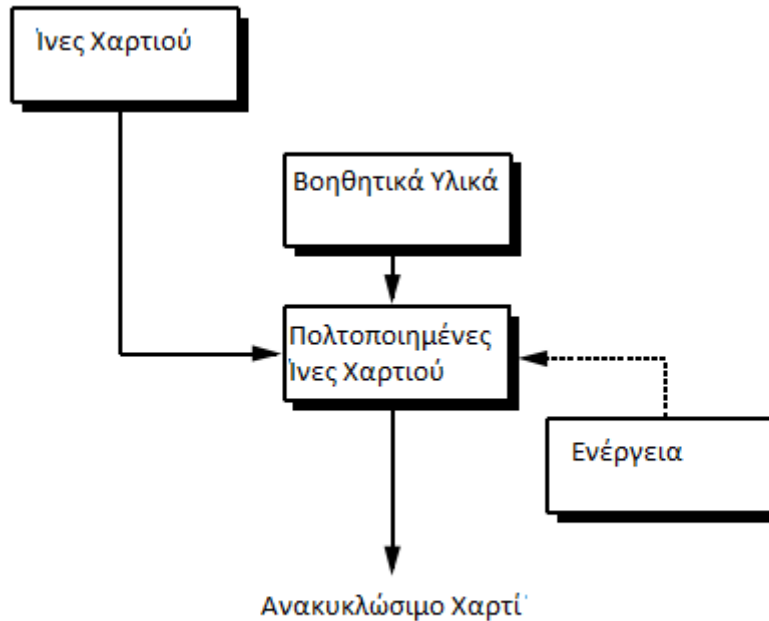 Ίνες Χαρτιού
Βοηθητικά Υλικά
Πολτοποιημένες
Ίνες Χαρτιού
Ενέργεια
Ανακυκλώσιμο Χαρτί